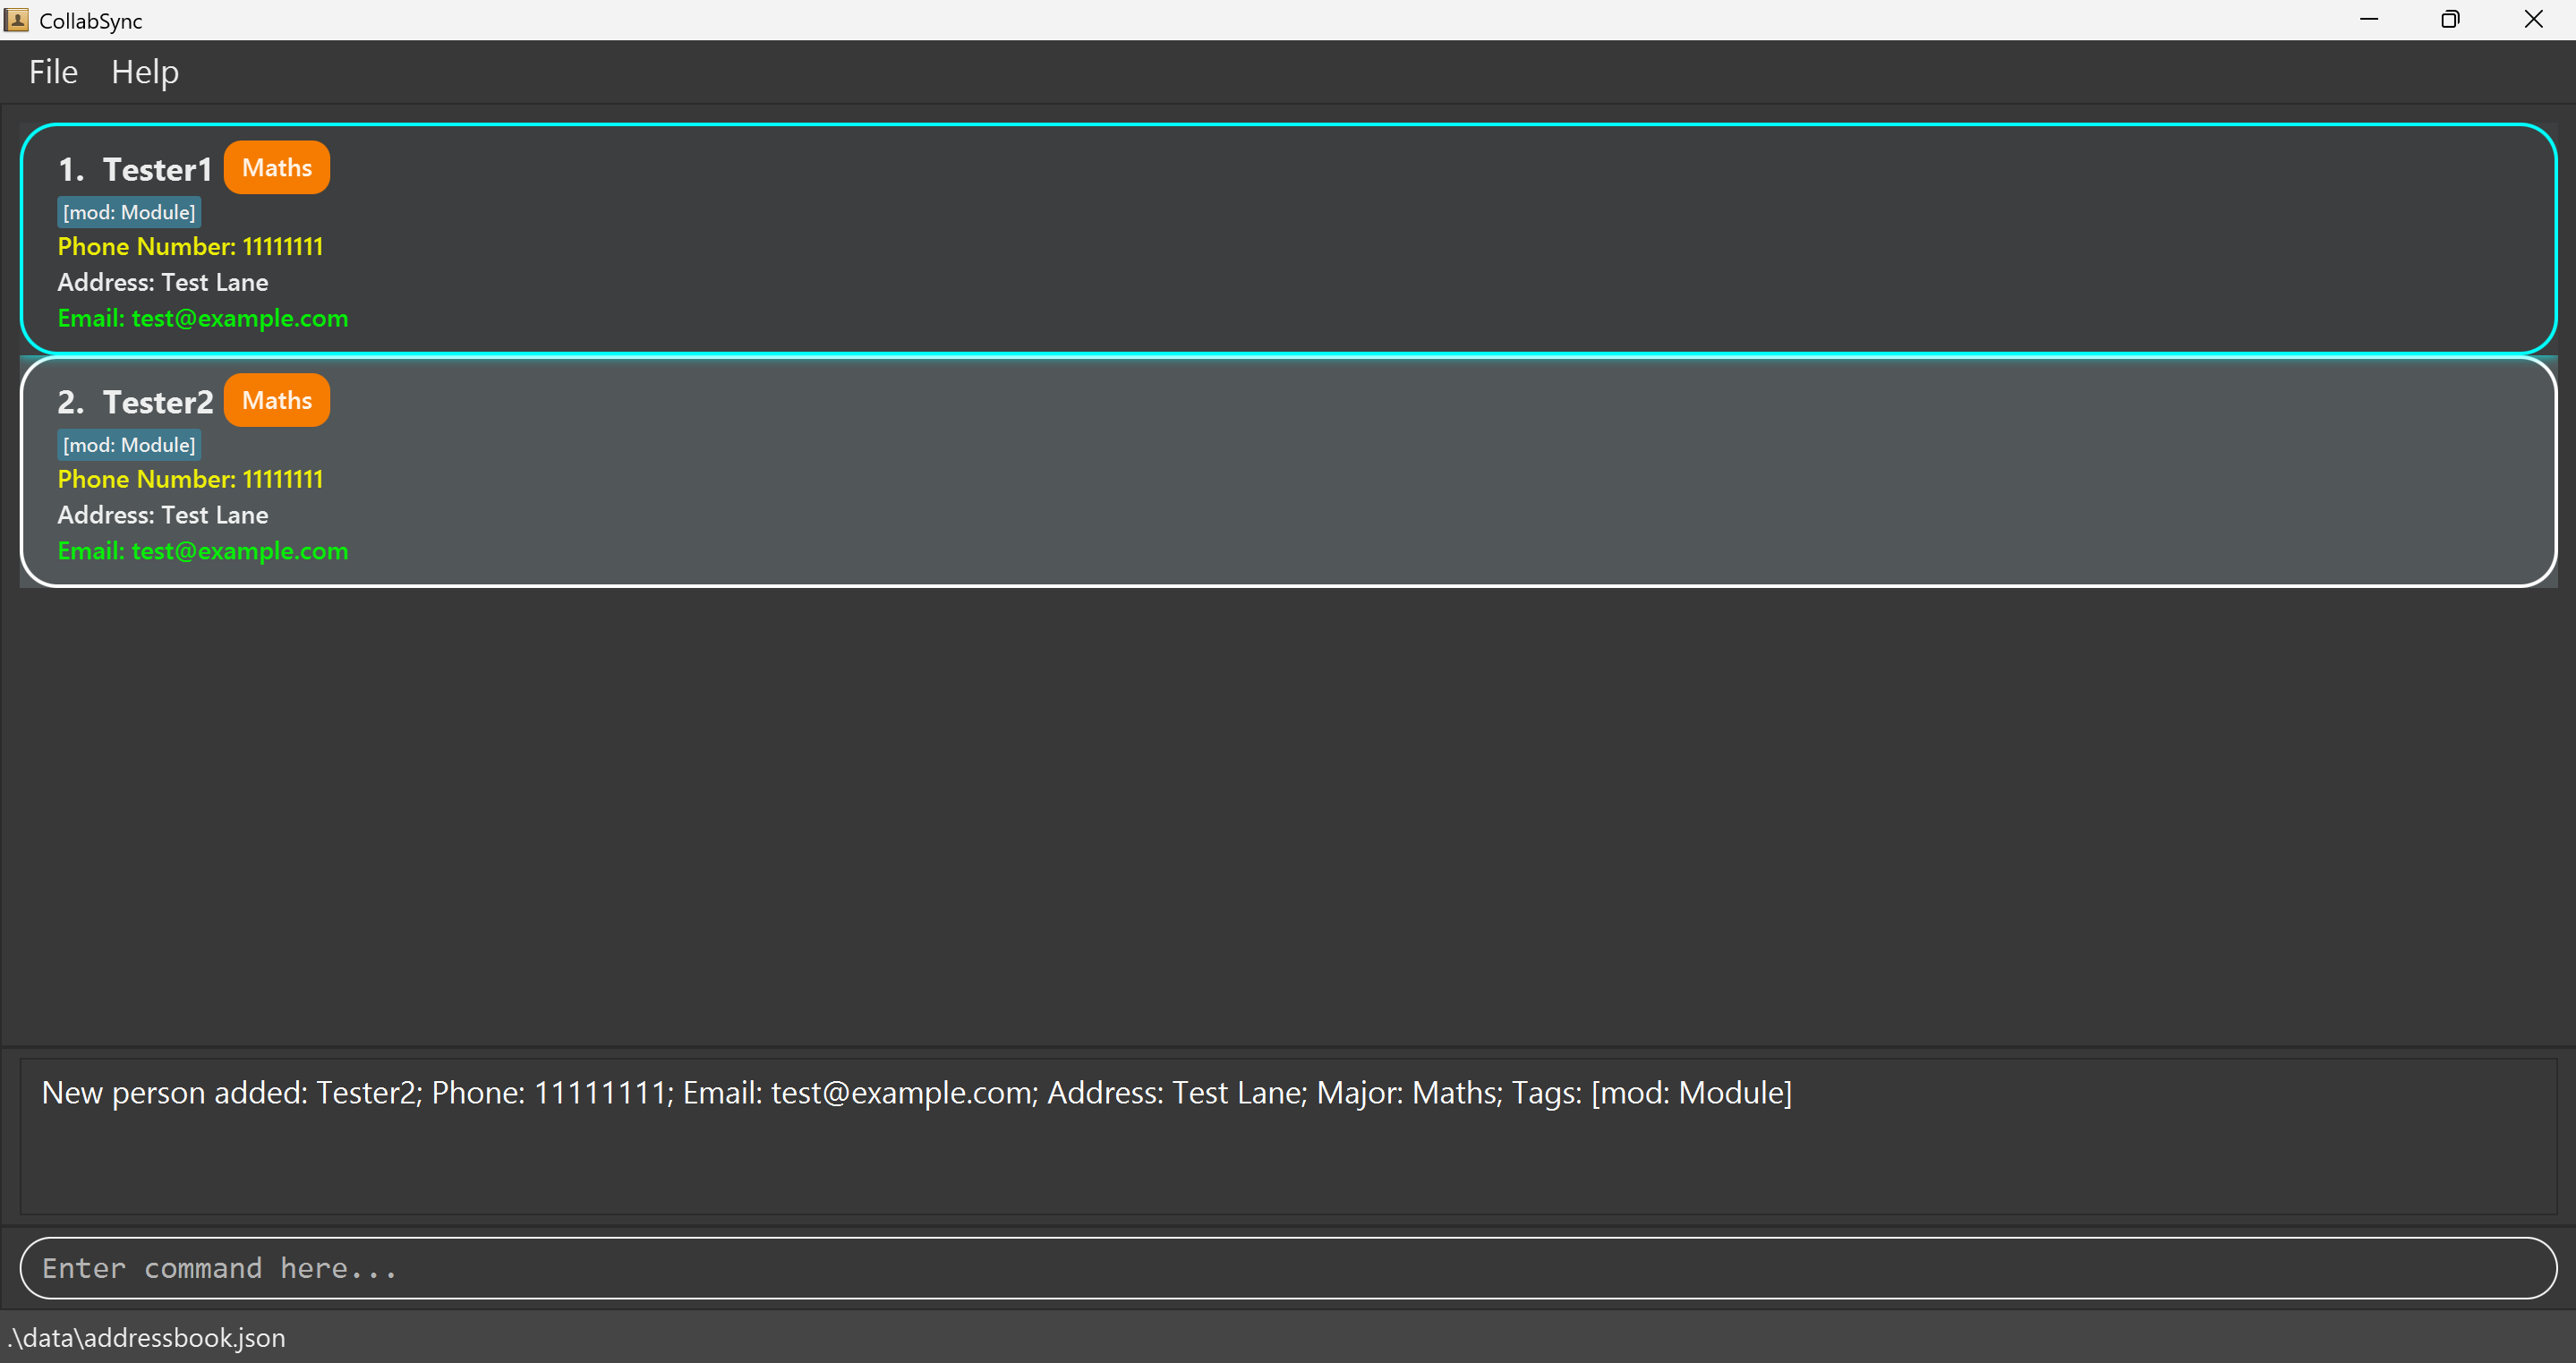 CollabSync
File Help
1. Tester1 Maths
[mod: Module]
Phone Number: 11111111
Address: Test Lane
Email: test@example.com
2. Tester2 Maths
[mod: Module]
Phone Number: 11111111
Address: Test Lane
Email: test@example.com
New person added: Tester2; Phone: 11111111; Email: test@example.com; Address: Test Lane; Major: Maths; Tags: [mod: Module]
Enter command here...
.\data\addressbook.json